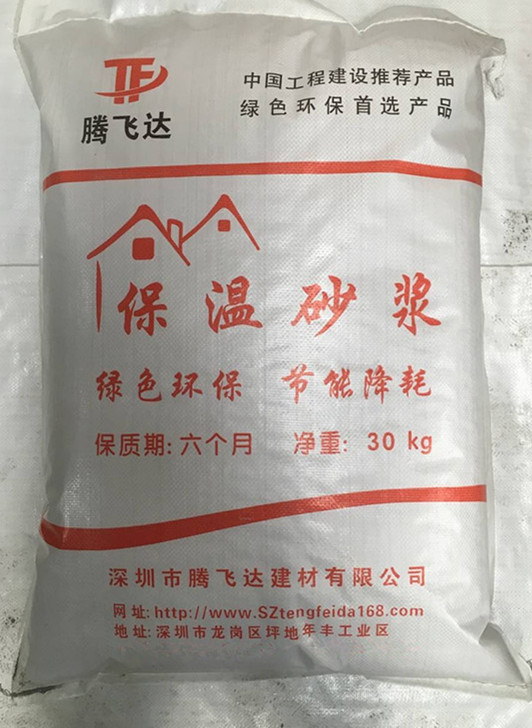 TF
腾飞达
中国工程建设推荐产品
绿色环保首选产品
保温砂浆
绿色环保 节能降耗
保质期:六个月 净重: 30 kg
深圳市腾飞达建材有限公司
网址:http://www.SZtengfeida168.com
地址:深圳市龙岗区坪地年丰工业区